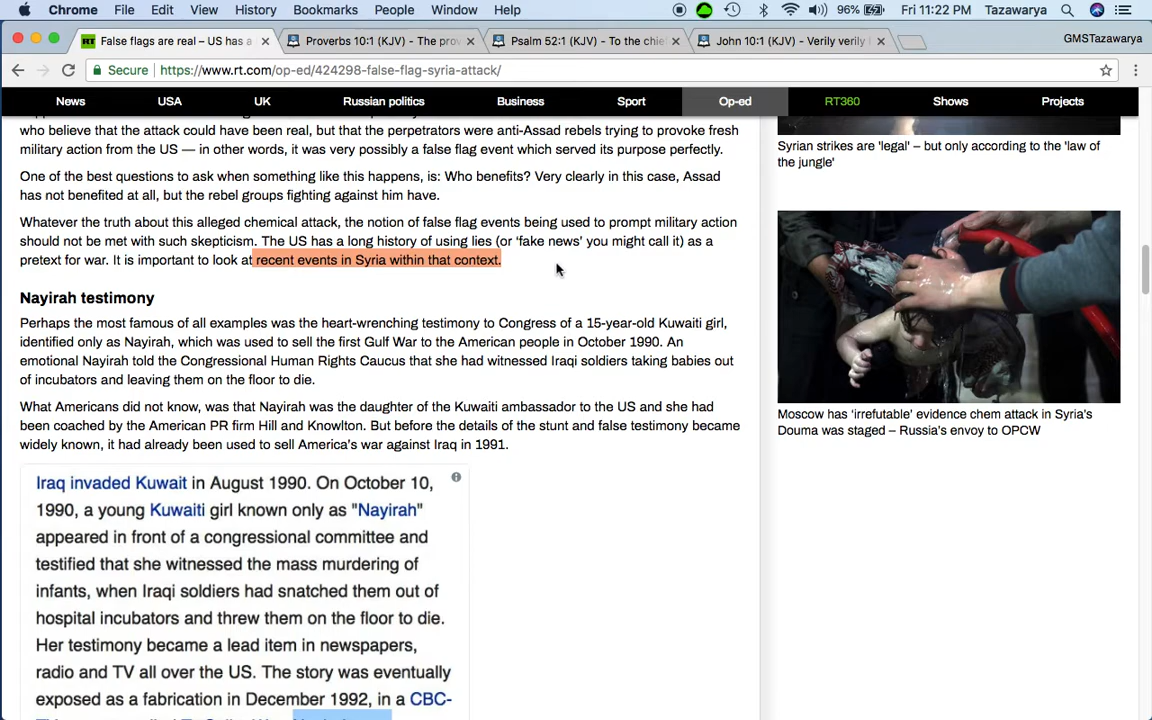 Chrome File Edit View History Bookmarks People Window Help 96% Fri 11:22 PM Tazawarya
RT False flags are real – US has a Proverbs 10:1 (KJV) - The prov Psalm 52:1 (KJV) - To the chie John 10:1 (KJV) - Verily verily GMSTazawarya
Secure https://www.rt.com/op-ed/424298-false-flag-syria-attack/
News USA UK Russian politics Business Sport Op-ed RT360 Shows Projects
who believe that the attack could have been real, but that the perpetrators were anti-Assad rebels trying to provoke fresh
military action from the US — in other words, it was very possibly a false flag event which served its purpose perfectly.
One of the best questions to ask when something like this happens, is: Who benefits? Very clearly in this case, Assad
has not benefited at all, but the rebel groups fighting against him have.
Whatever the truth about this alleged chemical attack, the notion of false flag events being used to prompt military action
should not be met with such skepticism. The US has a long history of using lies (or ‘fake news’ you might call it) as a
pretext for war. It is important to look at recent events in Syria within that context.
Nayirah testimony
Perhaps the most famous of all examples was the heart-wrenching testimony to Congress of a 15-year-old Kuwaiti girl,
identified only as Nayirah, which was used to sell the first Gulf War to the American people in October 1990. An
emotional Nayirah told the Congressional Human Rights Caucus that she had witnessed Iraqi soldiers taking babies out
of incubators and leaving them on the floor to die.
What Americans did not know, was that Nayirah was the daughter of the Kuwaiti ambassador to the US and she had
been coached by the American PR firm Hill and Knowlton. But before the details of the stunt and false testimony became
widely known, it had already been used to sell America’s war against Iraq in 1991.
Iraq invaded Kuwait in August 1990. On October 10,
1990, a young Kuwaiti girl known only as "Nayirah"
appeared in front of a congressional committee and
testified that she witnessed the mass murdering of
infants, when Iraqi soldiers had snatched them out of
hospital incubators and threw them on the floor to die.
Her testimony became a lead item in newspapers,
radio and TV all over the US. The story was eventually
exposed as a fabrication in December 1992, in a CBC-
Syrian strikes are 'legal' – but only according to the 'law of
the jungle'
Moscow has ‘irrefutable’ evidence chem attack in Syria’s
Douma was staged – Russia’s envoy to OPCW